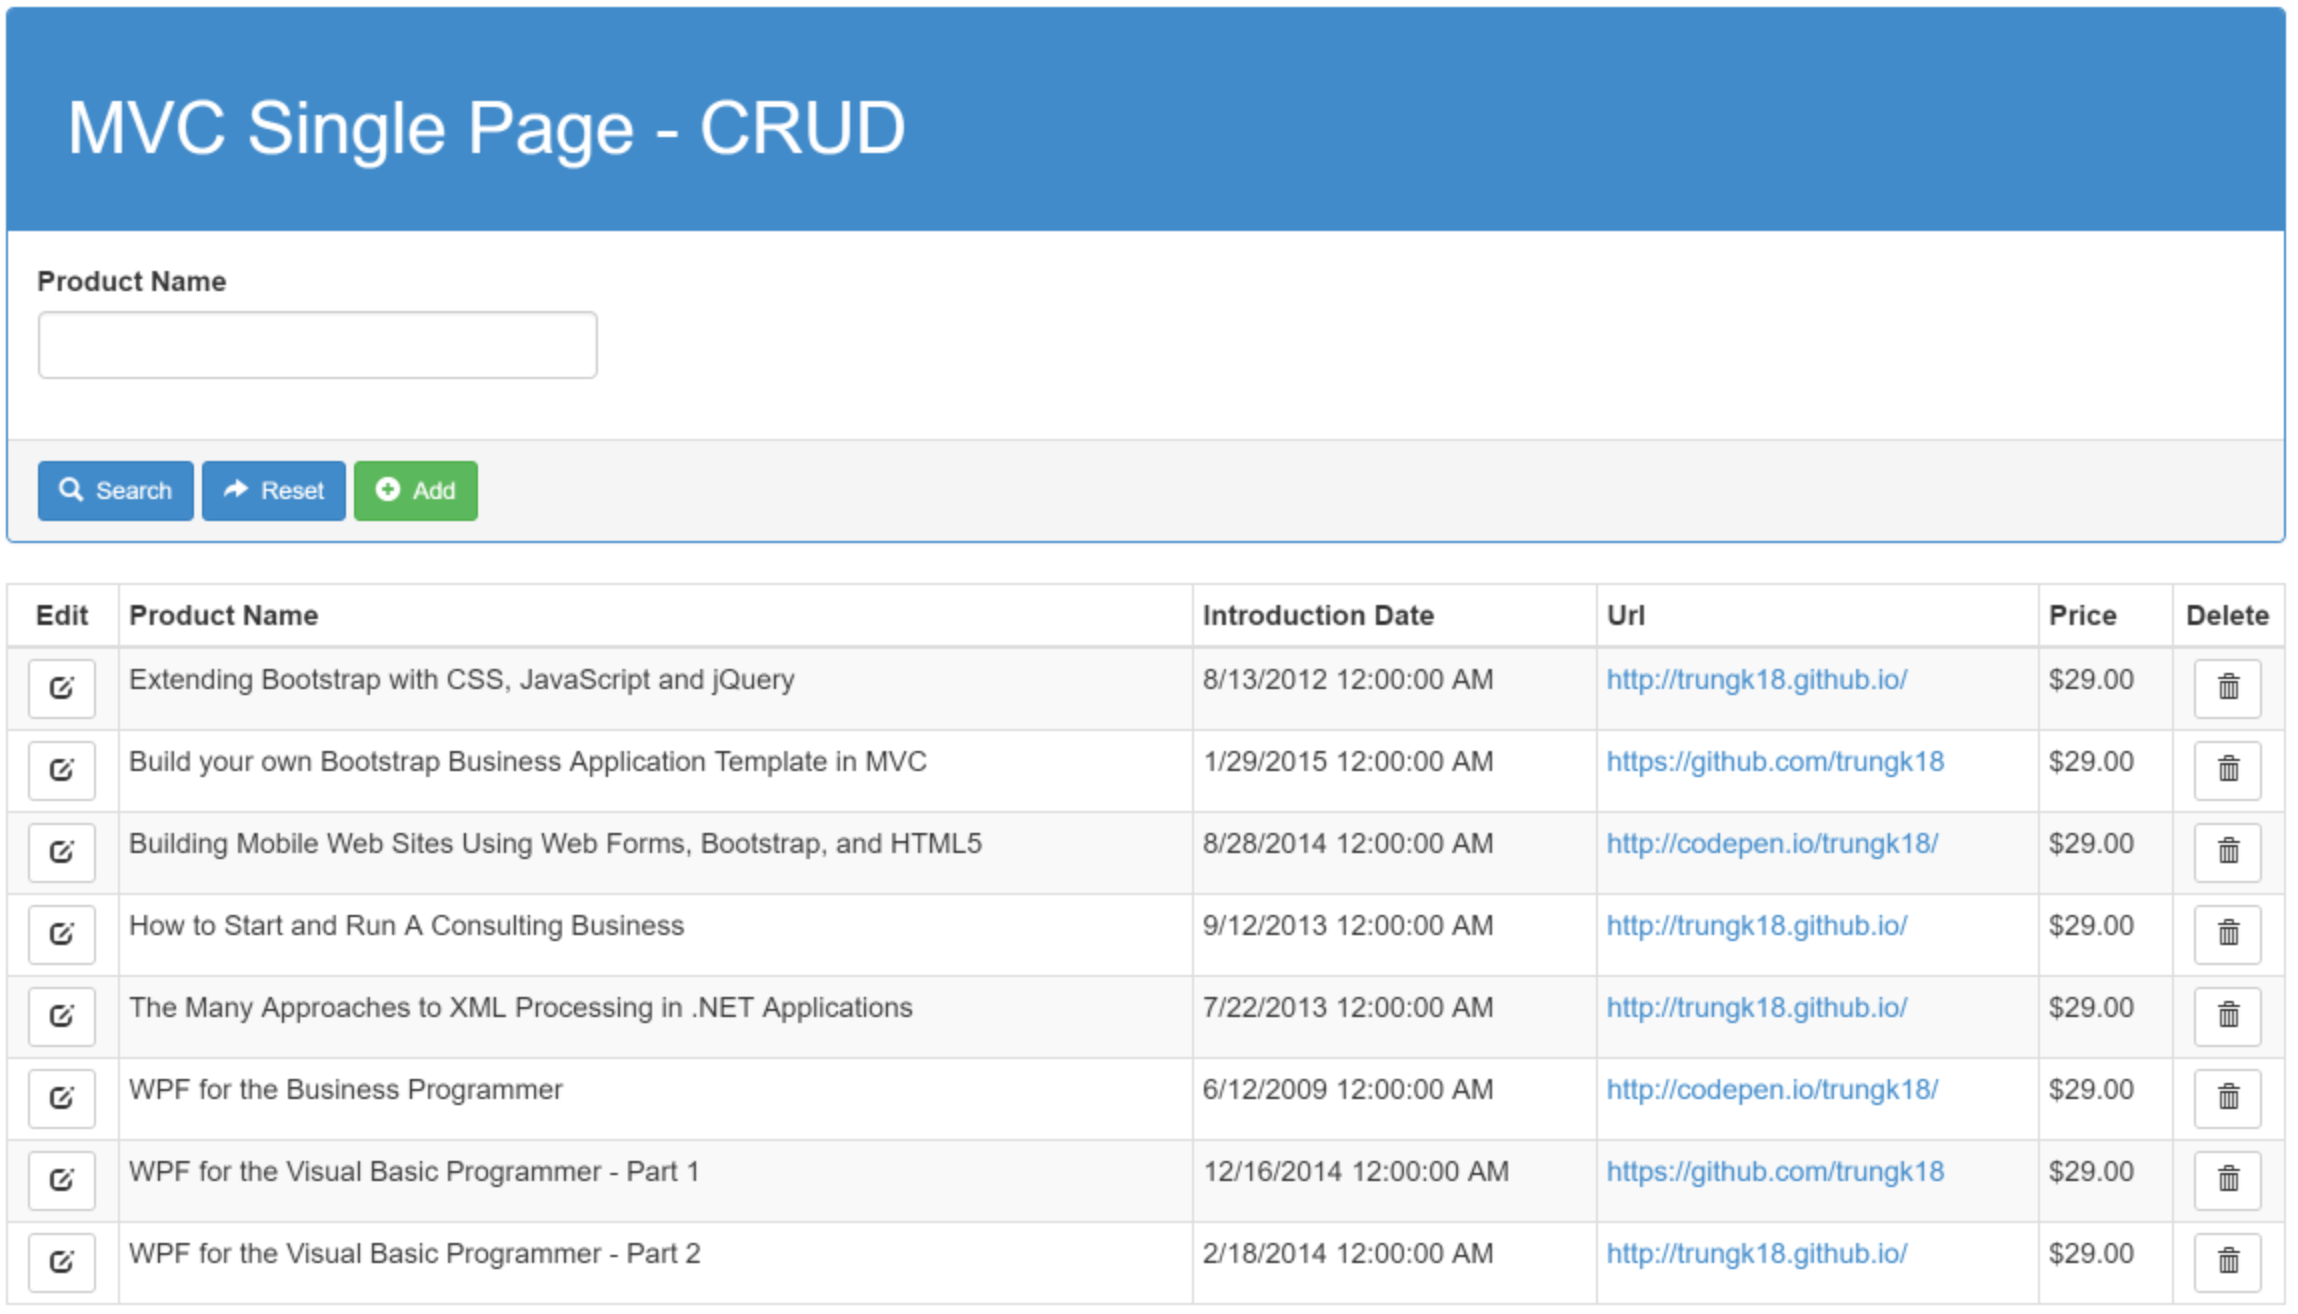 MVC Single Page - CRUD
Product Name
Search Reset Add
Edit Product Name Introduction Date Url Price Delete
Extending Bootstrap with CSS, JavaScript and jQuery 8/13/2012 12:00:00 AM http://trungk18.github.io/ $29.00
Build your own Bootstrap Business Application Template in MVC 1/29/2015 12:00:00 AM https://github.com/trungk18 $29.00
Building Mobile Web Sites Using Web Forms, Bootstrap, and HTML5 8/28/2014 12:00:00 AM http://codepen.io/trungk18/ $29.00
How to Start and Run A Consulting Business 9/12/2013 12:00:00 AM http://trungk18.github.io/ $29.00
The Many Approaches to XML Processing in .NET Applications 7/22/2013 12:00:00 AM http://trungk18.github.io/ $29.00
WPF for the Business Programmer 6/12/2009 12:00:00 AM http://codepen.io/trungk18/ $29.00
WPF for the Visual Basic Programmer - Part 1 12/16/2014 12:00:00 AM https://github.com/trungk18 $29.00
WPF for the Visual Basic Programmer - Part 2 2/18/2014 12:00:00 AM http://trungk18.github.io/ $29.00